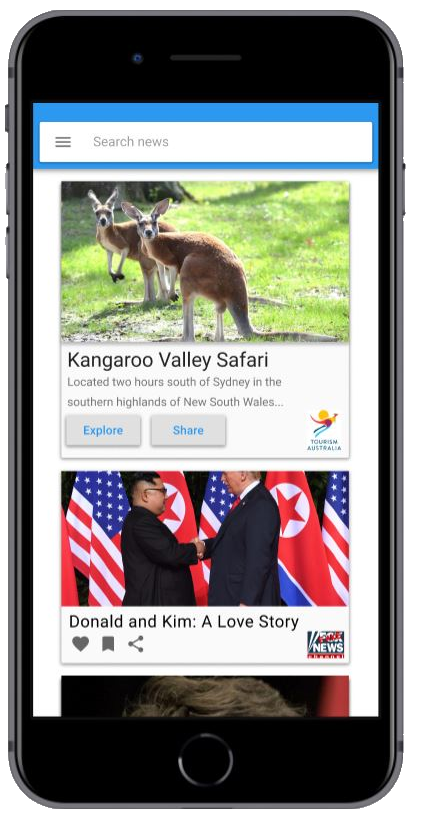 Search news
Kangaroo Valley Safari
Located two hours south of Sydney in the
southern highlands of New South Wales...
Explore
Share
TOURISM
AUSTRALIA
Donald and Kim: A Love Story
NEWS
channel